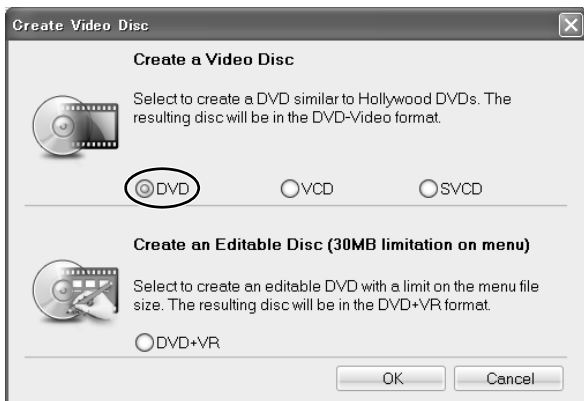 Create Video Disc
Create a Video Disc
Select to create a DVD similar to Hollywood DVDs. The
resulting disc will be in the DVD-Video format.
DVD VCD SVCD
Create an Editable Disc (30MB limitation on menu)
Select to create an editable DVD with a limit on the menu file
size. The resulting disc will be in the DVD+VR format.
DVD+VR
OK Cancel